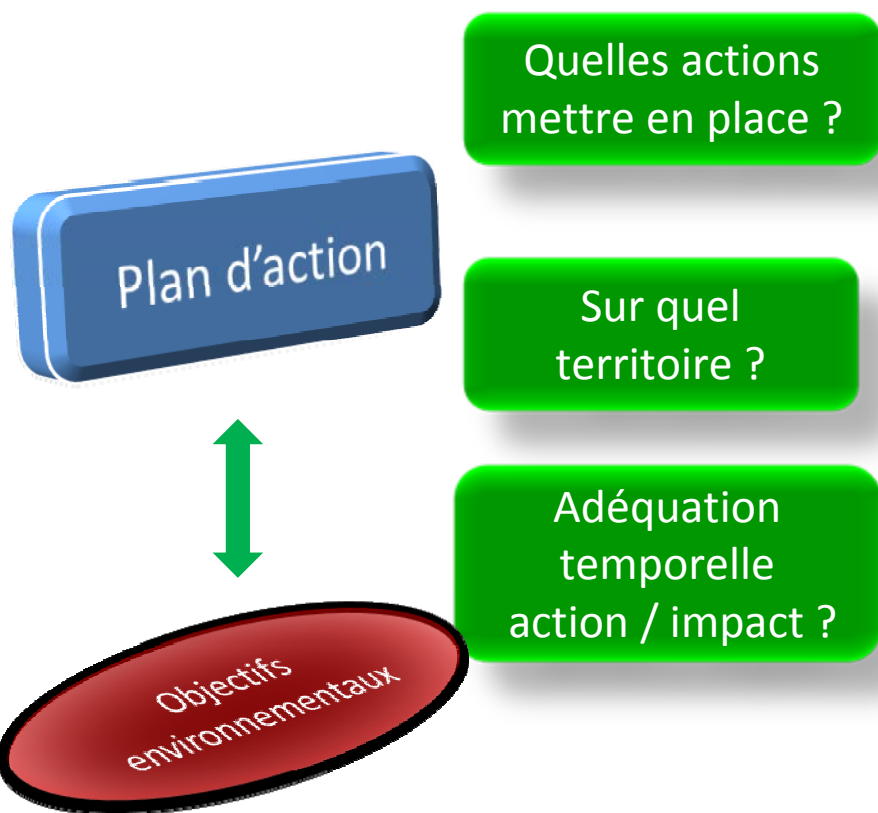 Quelles actions
mettre en place ?
Plan d'action
Sur quel
territoire ?
Adéquation
temporelle
action / impact ?
Objectifs
environnementaux